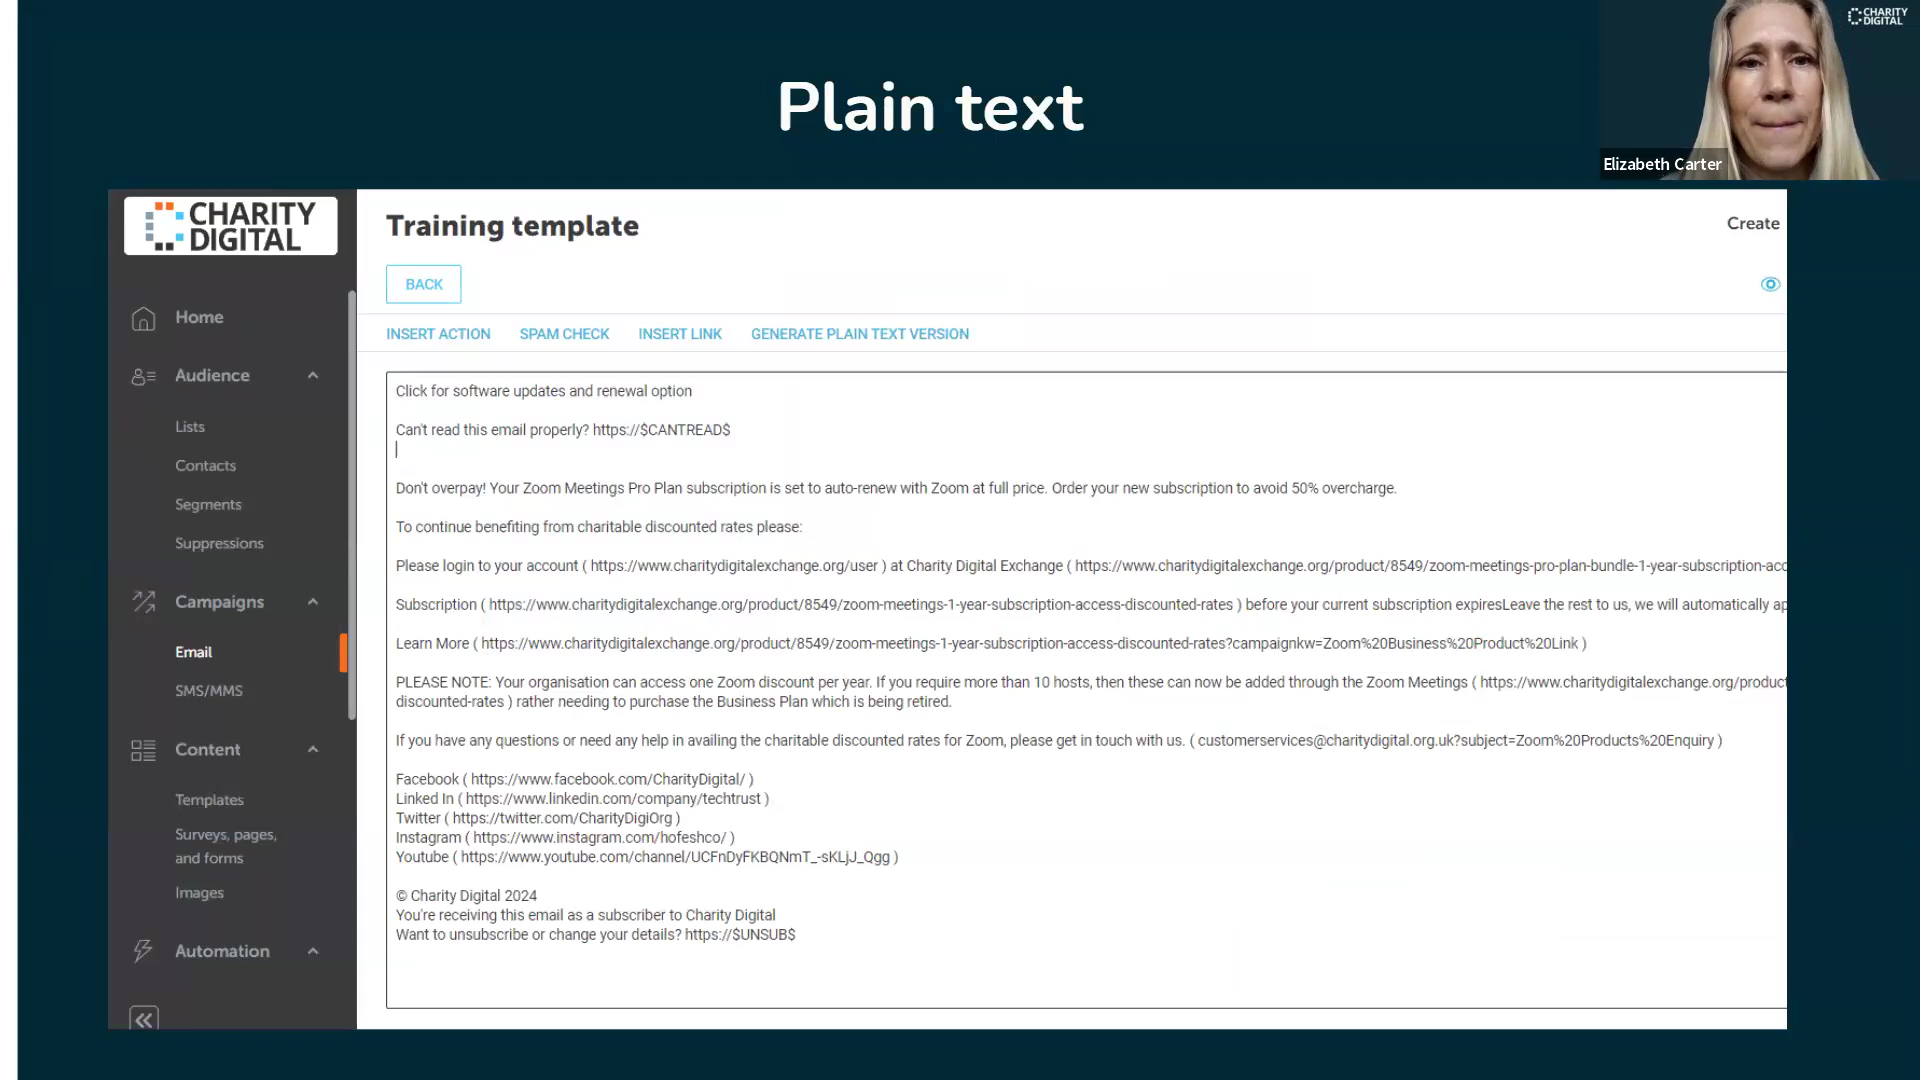 Plain text
CHARITY
DIGITAL
Elizabeth Carter
CHARITY
DIGITAL
Training template
Create
BACK
INSERT ACTION
SPAM CHECK
INSERT LINK
GENERATE PLAIN TEXT VERSION
Home
Audience
Lists
Contacts
Segments
Suppressions
Campaigns
Email
SMS/MMS
Content
Templates
Surveys, pages,
and forms
Images
Automation
Click for software updates and renewal option
Can't read this email properly? https://$CANTREAD$
Don't overpay! Your Zoom Meetings Pro Plan subscription is set to auto-renew with Zoom at full price. Order your new subscription to avoid 50% overcharge.
To continue benefiting from charitable discounted rates please:
Please login to your account ( https://www.charitydigitalexchange.org/user ) at Charity Digital Exchange ( https://www.charitydigitalexchange.org/product/8549/zoom-meetings-pro-plan-bundle-1-year-subscription-acc
Subscription ( https://www.charitydigitalexchange.org/product/8549/zoom-meetings-1-year-subscription-access-discounted-rates ) before your current subscription expiresLeave the rest to us, we will automatically ap
Learn More ( https://www.charitydigitalexchange.org/product/8549/zoom-meetings-1-year-subscription-access-discounted-rates?campaignkw=Zoom%20Business%20Product%20Link )
PLEASE NOTE: Your organisation can access one Zoom discount per year. If you require more than 10 hosts, then these can now be added through the Zoom Meetings ( https://www.charitydigitalexchange.org/product
discounted-rates ) rather needing to purchase the Business Plan which is being retired.
If you have any questions or need any help in availing the charitable discounted rates for Zoom, please get in touch with us. ( customerservices@charitydigital.org.uk?subject=Zoom%20Products%20Enquiry )
Facebook ( https://www.facebook.com/CharityDigital/ )
Linked In ( https://www.linkedin.com/company/techtrust )
Twitter ( https://twitter.com/CharityDigiOrg )
Instagram ( https://www.instagram.com/hofeshco/ )
Youtube ( https://www.youtube.com/channel/UCFnDyFKBQNmT_-sKLjJ_Qgg )
© Charity Digital 2024
You're receiving this email as a subscriber to Charity Digital
Want to unsubscribe or change your details? https://$UNSUB$